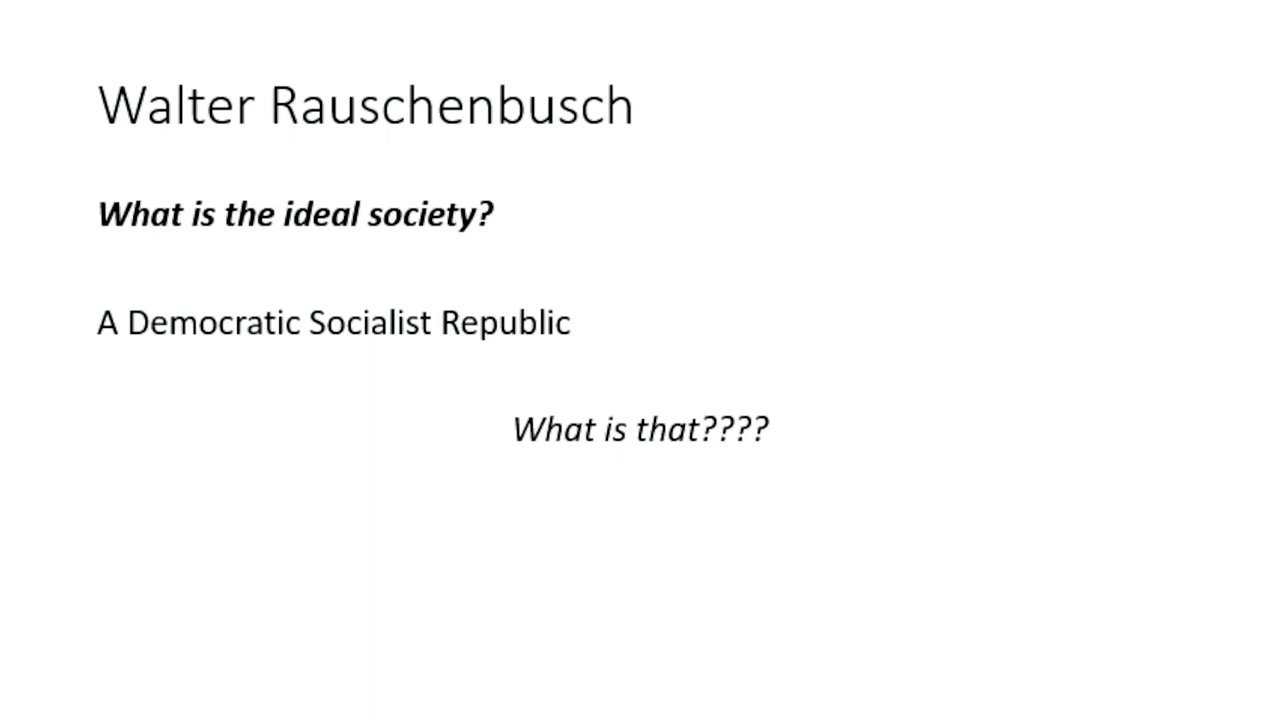 Walter Rauschenbusch
What is the ideal society?
A Democratic Socialist Republic
What is that????